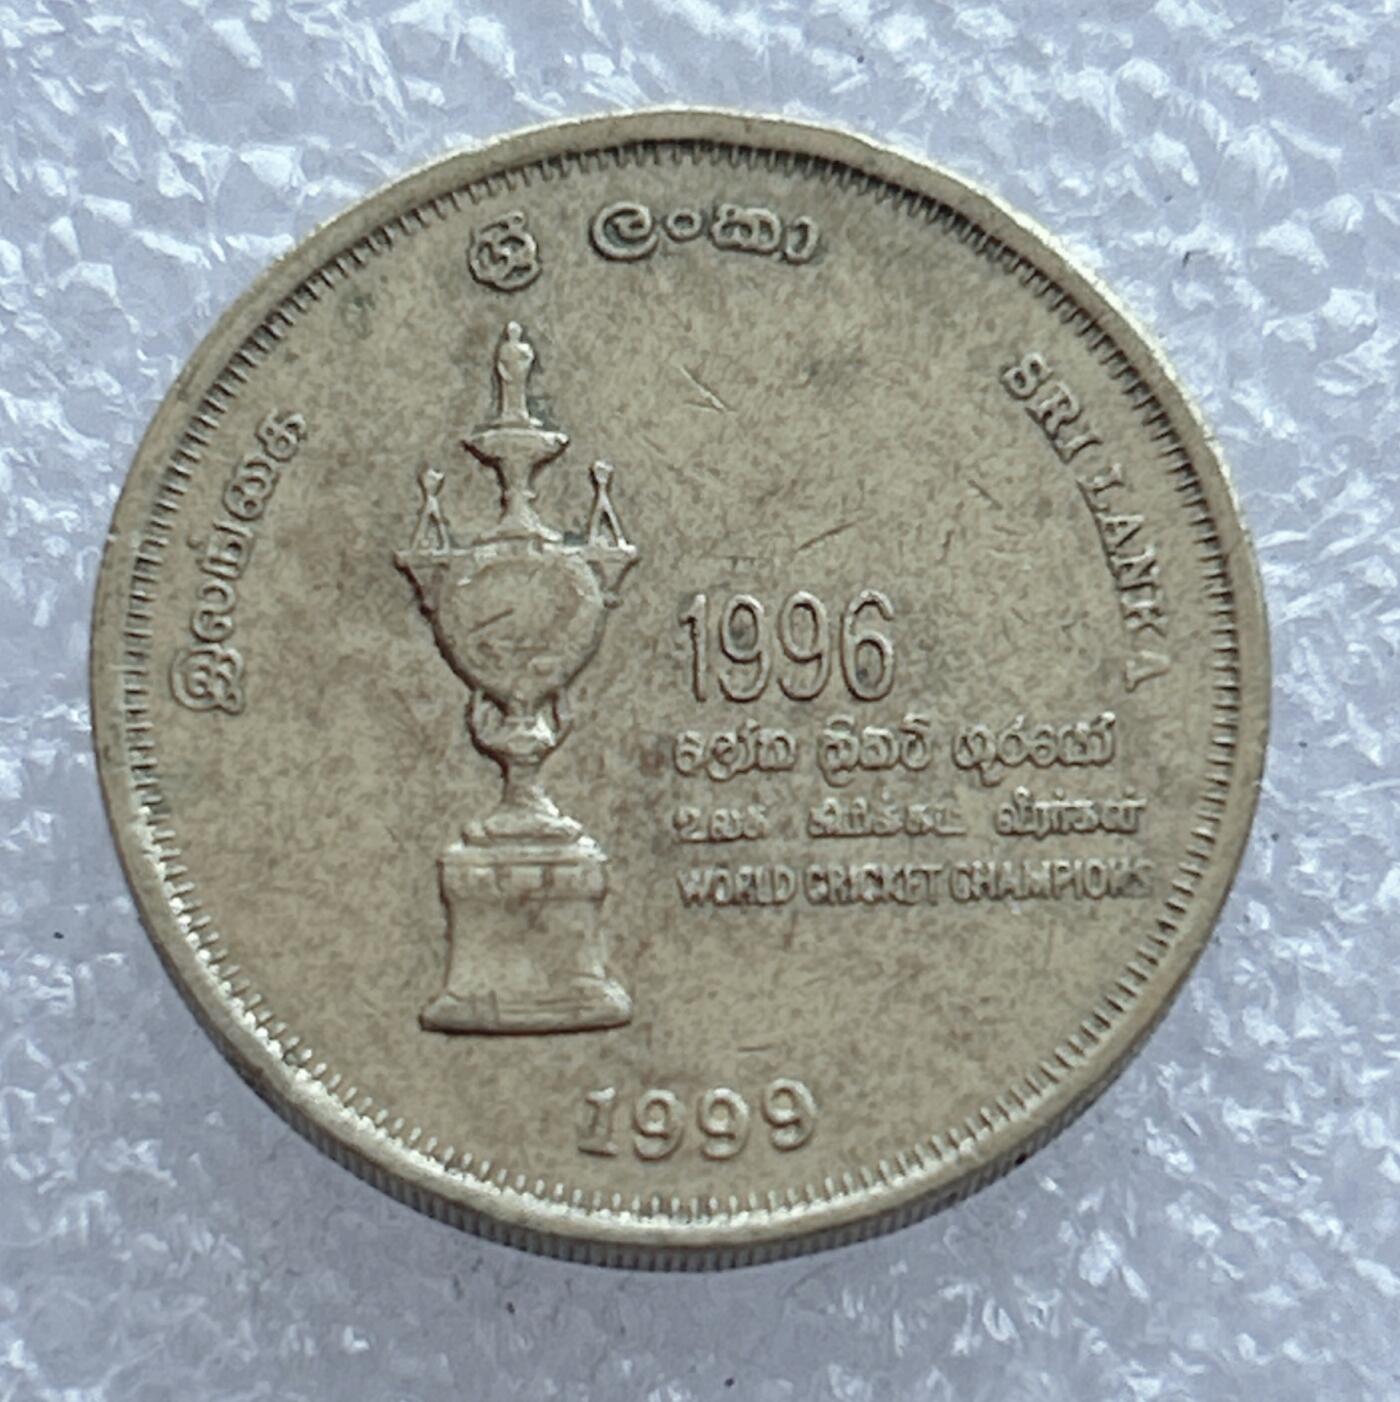 ශ්‍රී ලංකා
இலங்கை
SRI LANKA
1996
ලෝක ක්‍රිකට් ශූරයෝ
உலக கிரிக்கட் வீரர்கள்
WORLD CRICKET CHAMPIONS
1999